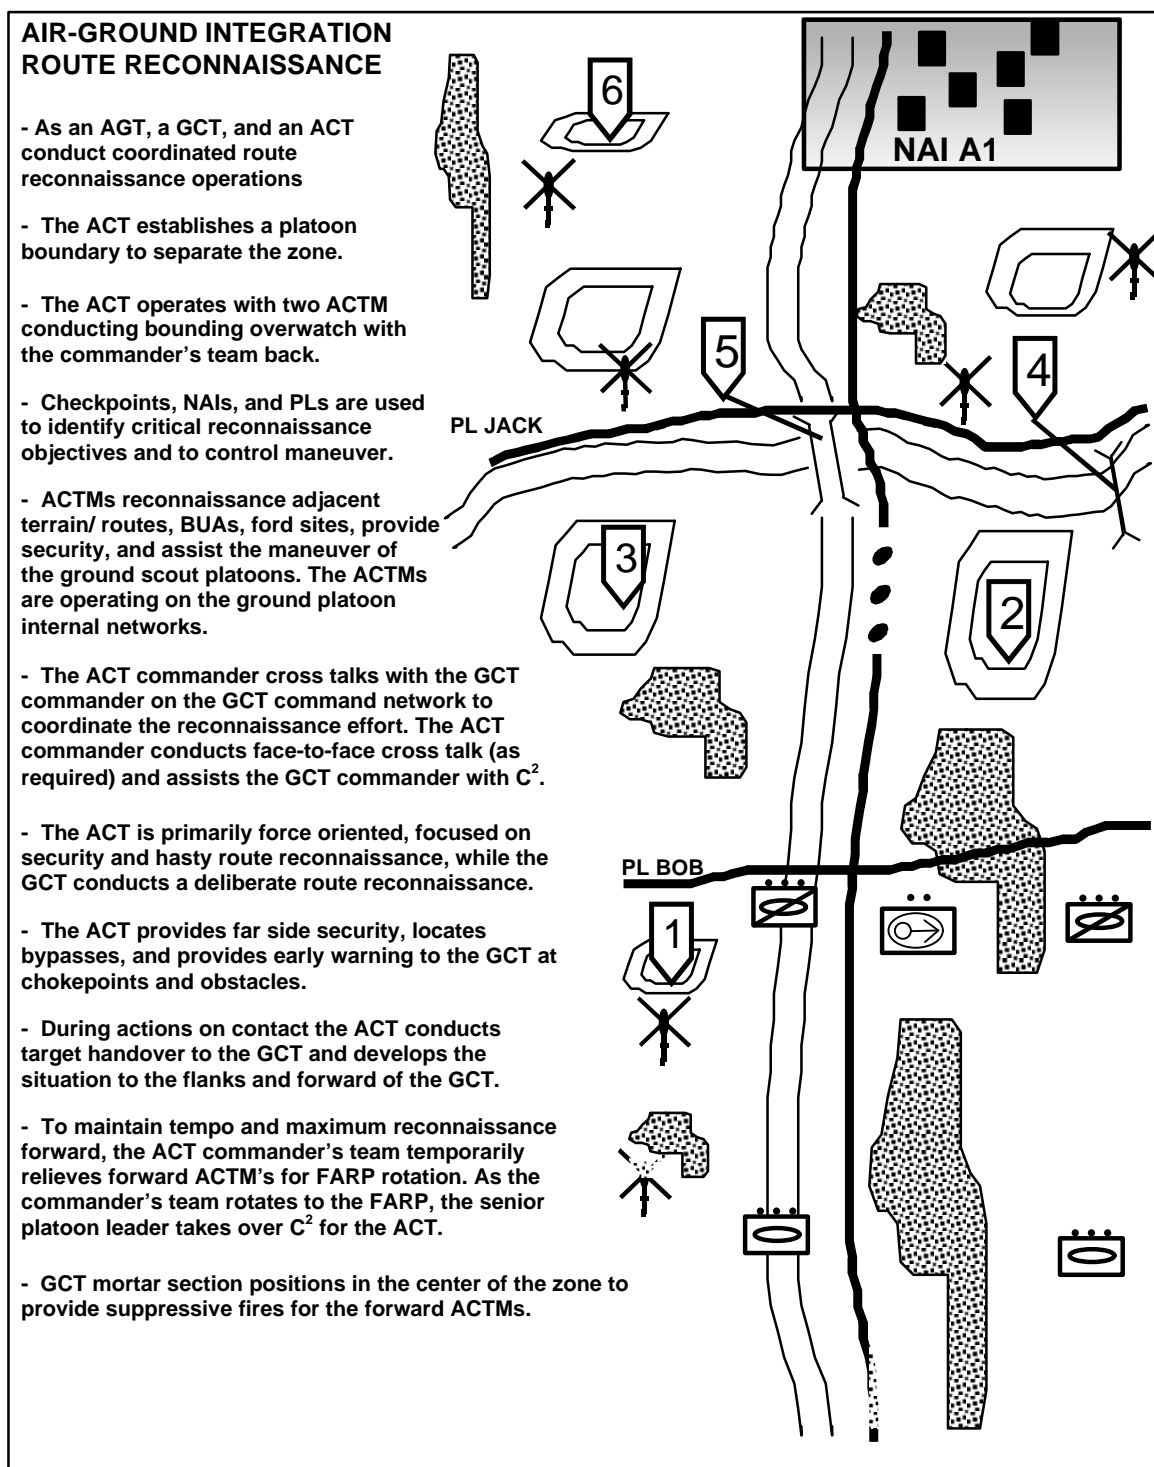 AIR-GROUND INTEGRATION
ROUTE RECONNAISSANCE
- As an AGT, a GCT, and an ACT
conduct coordinated route
reconnaissance operations
- The ACT establishes a platoon
boundary to separate the zone.
- The ACT operates with two ACTM
conducting bounding overwatch with
the commander's team back.
- Checkpoints, NAIs, and PLs are used
to identify critical reconnaissance
objectives and to control maneuver.
- ACTMs reconnaissance adjacent
terrain/ routes, BUAs, ford sites, provide
security, and assist the maneuver of
the ground scout platoons. The ACTMs
are operating on the ground platoon
internal networks.
- The ACT commander cross talks with the GCT
commander on the GCT command network to
coordinate the reconnaissance effort. The ACT
commander conducts face-to-face cross talk (as
required) and assists the GCT commander with C².
- The ACT is primarily force oriented, focused on
security and hasty route reconnaissance, while the
GCT conducts a deliberate route reconnaissance.
- The ACT provides far side security, locates
bypasses, and provides early warning to the GCT at
chokepoints and obstacles.
- During actions on contact the ACT conducts
target handover to the GCT and develops the
situation to the flanks and forward of the GCT.
- To maintain tempo and maximum reconnaissance
forward, the ACT commander's team temporarily
relieves forward ACTM's for FARP rotation. As the
commander's team rotates to the FARP, the senior
platoon leader takes over C² for the ACT.
- GCT mortar section positions in the center of the zone to
provide suppressive fires for the forward ACTMs.
6
NAI A1
5
4
PL JACK
3
2
PL BOB
1